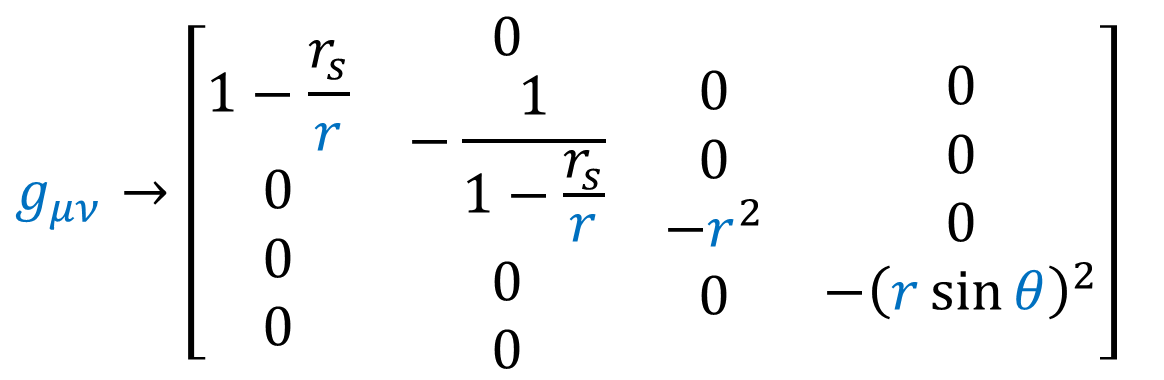 g_{μν} → [ 1 − r_s/r   0   0   0
0   − 1/(1 − r_s/r)   0   0
0   0   −r²   0
0   0   0   −(r sin θ)² ]